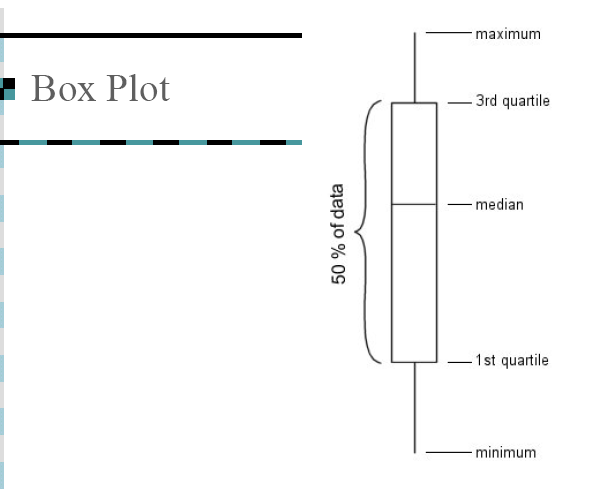 Box Plot
maximum
3rd quartile
50 % of data
median
1st quartile
minimum